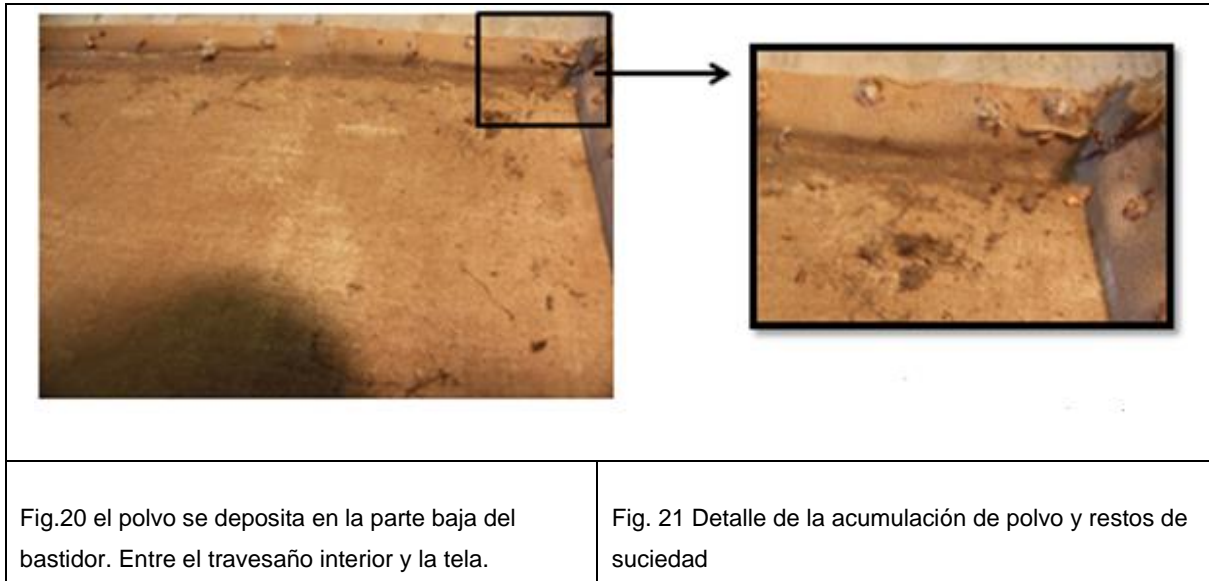 Fig.20 el polvo se deposita en la parte baja del
bastidor. Entre el travesaño interior y la tela.
Fig. 21 Detalle de la acumulación de polvo y restos de
suciedad